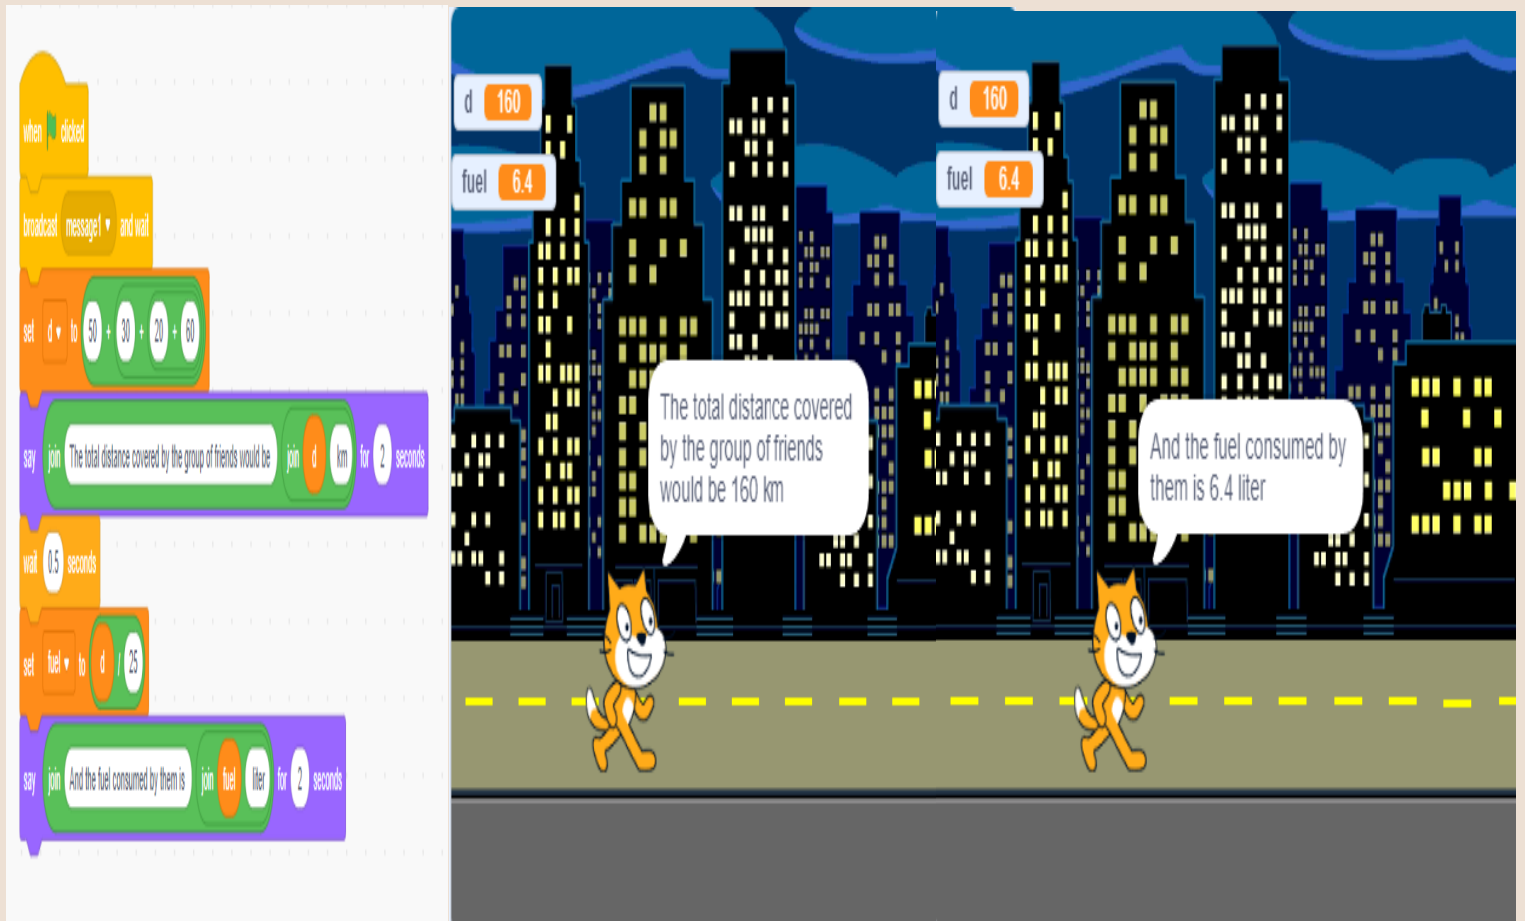 when clicked
broadcast message1 and wait
set d to 50 + 30 + 20 + 60
say join The total distance covered by the group of friends would be join d km for 2 seconds
wait 0.5 seconds
set fuel to d / 25
say join And the fuel consumed by them is join fuel liter for 2 seconds
d 160
fuel 6.4
The total distance covered
by the group of friends
would be 160 km
d 160
fuel 6.4
And the fuel consumed by
them is 6.4 liter